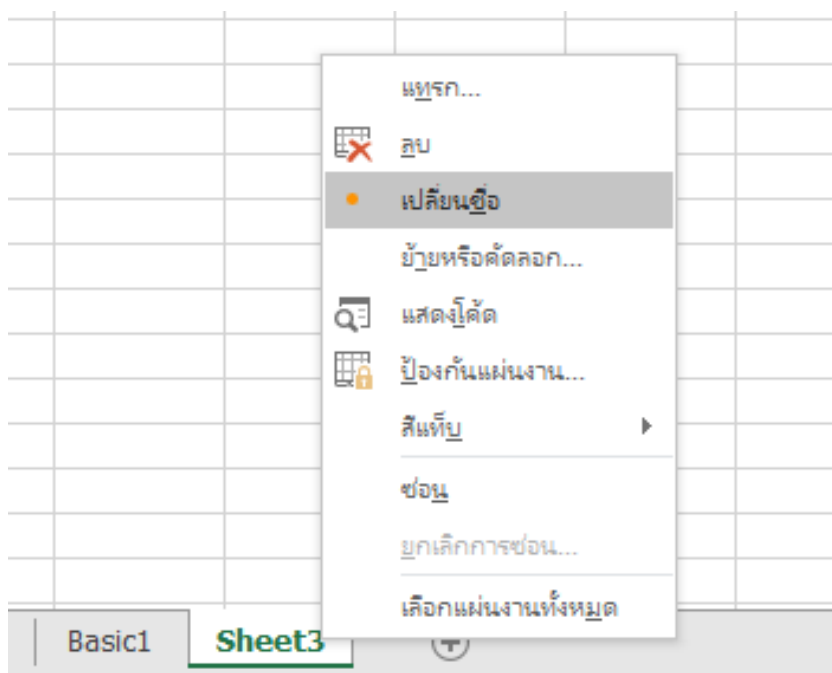 แทรก...
ลบ
เปลี่ยนชื่อ
ย้ายหรือคัดลอก...
แสดงโค้ด
ป้องกันแผ่นงาน...
สีแท็บ
ซ่อน
ยกเลิกการซ่อน...
เลือกแผ่นงานทั้งหมด
Basic1 Sheet3